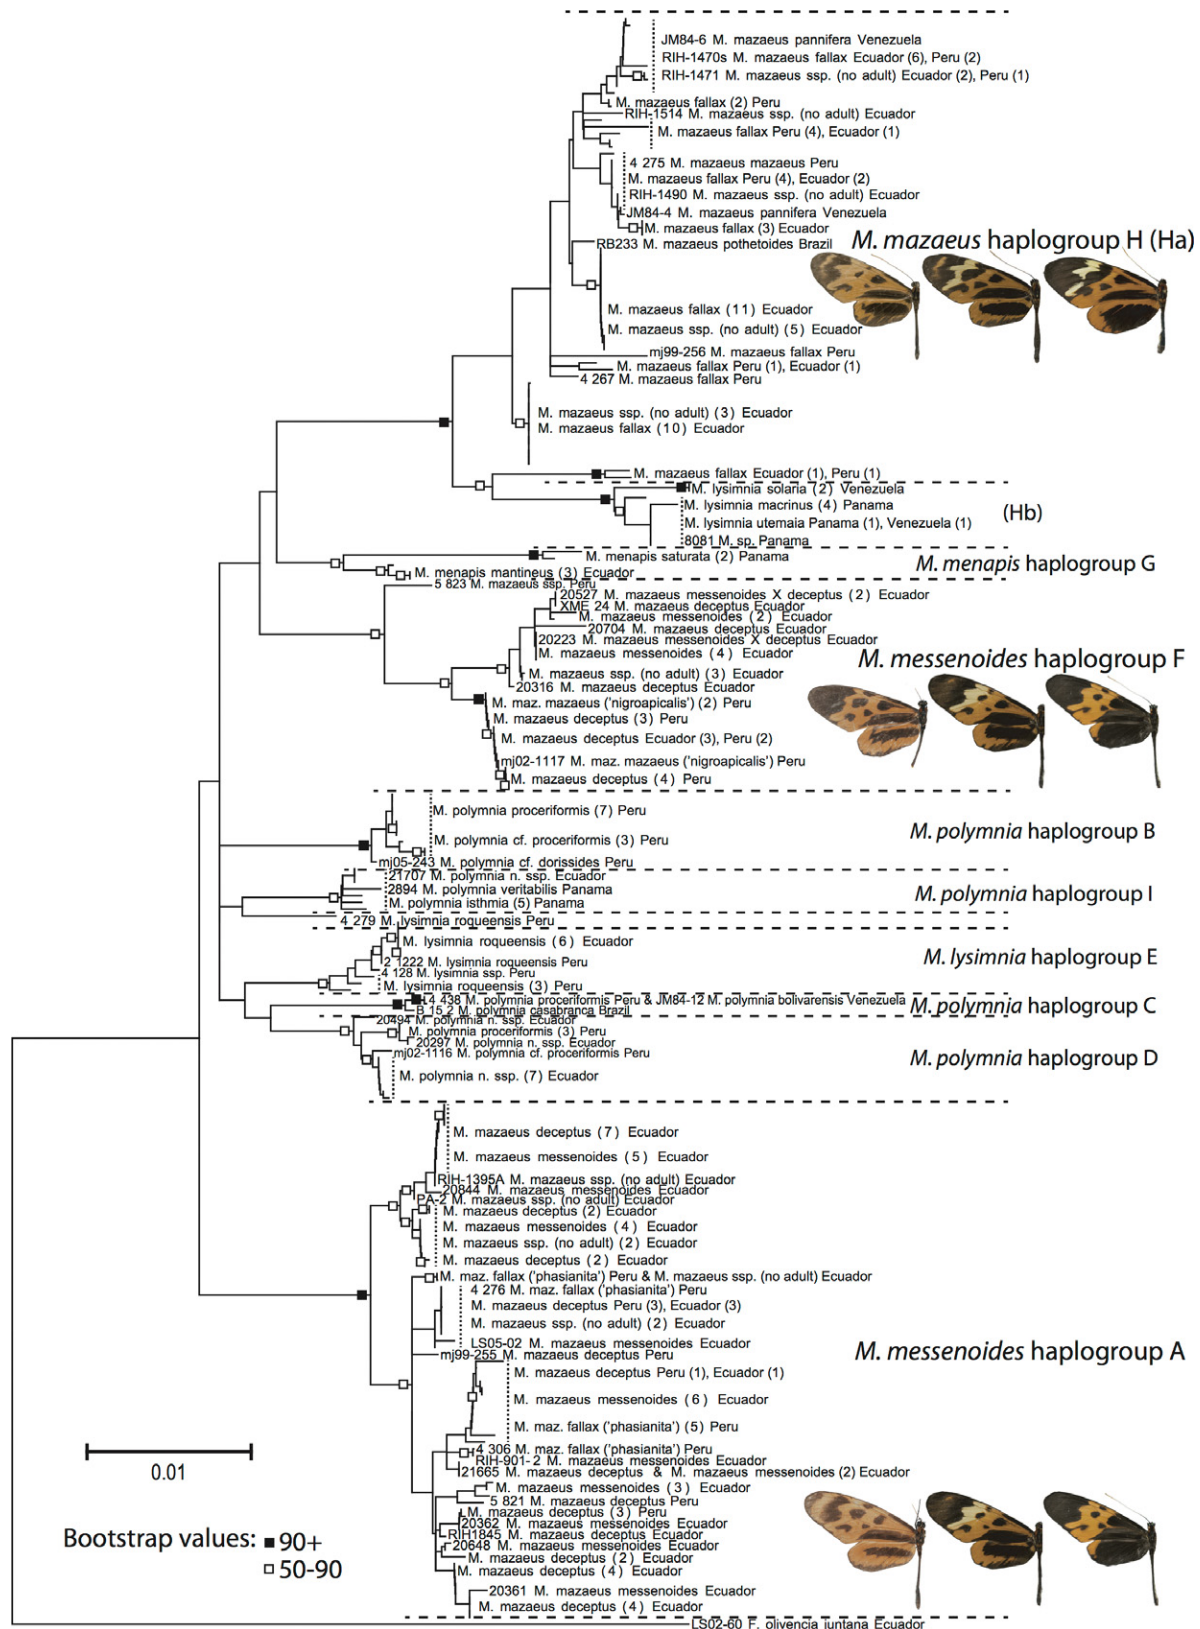 JM84-6 M. mazaeus pannifera Venezuela
RIH-1470s M. mazaeus fallax Ecuador (6), Peru (2)
RIH-1471 M. mazaeus ssp. (no adult) Ecuador (2), Peru (1)
M. mazaeus fallax (2) Peru
RIH-1514 M. mazaeus ssp. (no adult) Ecuador
M. mazaeus fallax Peru (4), Ecuador (1)
4 275 M. mazaeus mazaeus Peru
M. mazaeus fallax Peru (4), Ecuador (2)
RIH-1490 M. mazaeus ssp. (no adult) Ecuador
JM84-4 M. mazaeus pannifera Venezuela
M. mazaeus fallax (3) Ecuador
RB233 M. mazaeus pothetoides Brazil
M. mazaeus haplogroup H (Ha)
M. mazaeus fallax (11) Ecuador
M. mazaeus ssp. (no adult) (5) Ecuador
mj99-256 M. mazaeus fallax Peru
M. mazaeus fallax Peru (1), Ecuador (1)
4 267 M. mazaeus fallax Peru
M. mazaeus ssp. (no adult) (3) Ecuador
M. mazaeus fallax (10) Ecuador
M. mazaeus fallax Ecuador (1), Peru (1)
M. lysimnia solaria (2) Venezuela
M. lysimnia macrinus (4) Panama
(Hb)
M. lysimnia utemaia Panama (1), Venezuela (1)
8081 M. sp. Panama
M. menapis saturata (2) Panama
M. menapis haplogroup G
M. menapis mantineus (3) Ecuador
5 823 M. mazaeus ssp. Peru
20527 M. mazaeus messenoides X deceptus (2) Ecuador
XME 24 M. mazaeus deceptus Ecuador
M. mazaeus messenoides (2) Ecuador
20704 M. mazaeus deceptus Ecuador
20223 M. mazaeus messenoides X deceptus Ecuador
M. mazaeus messenoides (4) Ecuador
M. messenoides haplogroup F
M. mazaeus ssp. (no adult) (3) Ecuador
20316 M. mazaeus deceptus Ecuador
M. maz. mazaeus ('nigroapicalis') (2) Peru
M. mazaeus deceptus (3) Peru
M. mazaeus deceptus Ecuador (3), Peru (2)
mj02-1117 M. maz. mazaeus ('nigroapicalis') Peru
M. mazaeus deceptus (4) Peru
M. polymnia proceriformis (7) Peru
M. polymnia haplogroup B
M. polymnia cf. proceriformis (3) Peru
mj05-243 M. polymnia cf. dorissides Peru
21707 M. polymnia n. ssp. Ecuador
2894 M. polymnia veritabilis Panama
M. polymnia haplogroup I
M. polymnia isthmia (5) Panama
4 279 M. lysimnia roqueensis Peru
M. lysimnia roqueensis (6) Ecuador
M. lysimnia haplogroup E
2 1222 M. lysimnia roqueensis Peru
4 128 M. lysimnia ssp. Peru
M. lysimnia roqueensis (3) Peru
4 438 M. polymnia proceriformis Peru & JM84-12 M. polymnia bolivarensis Venezuela
M. polymnia haplogroup C
B 15 2 M. polymnia casabranca Brazil
20494 M. polymnia n. ssp. Ecuador
M. polymnia proceriformis (3) Peru
20297 M. polymnia n. ssp. Ecuador
mj02-1116 M. polymnia cf. proceriformis Peru
M. polymnia haplogroup D
M. polymnia n. ssp. (7) Ecuador
M. mazaeus deceptus (7) Ecuador
M. mazaeus messenoides (5) Ecuador
RIH-1395A M. mazaeus ssp. (no adult) Ecuador
20844 M. mazaeus messenoides Ecuador
PA-2 M. mazaeus ssp. (no adult) Ecuador
M. mazaeus deceptus (2) Ecuador
M. mazaeus messenoides (4) Ecuador
M. mazaeus ssp. (no adult) (2) Ecuador
M. mazaeus deceptus (2) Ecuador
M. maz. fallax ('phasianita') Peru & M. mazaeus ssp. (no adult) Ecuador
4 276 M. maz. fallax ('phasianita') Peru
M. mazaeus deceptus Peru (3), Ecuador (3)
M. mazaeus ssp. (no adult) (2) Ecuador
LS05-02 M. mazaeus messenoides Ecuador
mj99-255 M. mazaeus deceptus Peru
M. messenoides haplogroup A
M. mazaeus deceptus Peru (1), Ecuador (1)
M. mazaeus messenoides (6) Ecuador
M. maz. fallax ('phasianita') (5) Peru
4 306 M. maz. fallax ('phasianita') Peru
RIH-901-2 M. mazaeus messenoides Ecuador
21665 M. mazaeus deceptus & M. mazaeus messenoides (2) Ecuador
M. mazaeus messenoides (3) Ecuador
5 821 M. mazaeus deceptus Peru
M. mazaeus deceptus (3) Peru
20362 M. mazaeus messenoides Ecuador
RIH1845 M. mazaeus deceptus Ecuador
20648 M. mazaeus messenoides Ecuador
M. mazaeus deceptus (2) Ecuador
M. mazaeus deceptus (4) Ecuador
20361 M. mazaeus messenoides Ecuador
M. mazaeus deceptus (4) Ecuador
LS02-60 F. olivencia juntana Ecuador
0.01
Bootstrap values: 90+
50-90